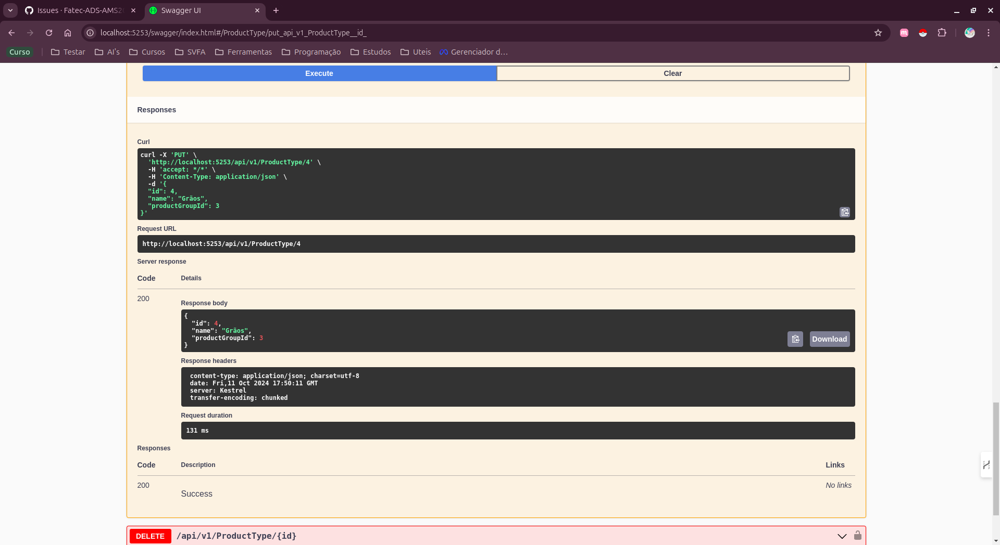 Issues · Fatec-ADS-AMS20
Swagger UI
localhost:5253/swagger/index.html#/ProductType/put_api_v1_ProductType__id_
Curso
Testar
AI's
Cursos
SVFA
Ferramentas
Programação
Estudos
Uteis
Gerenciador d…
Execute
Clear
Responses
Curl
curl -X 'PUT' \
'http://localhost:5253/api/v1/ProductType/4' \
-H 'accept: */*' \
-H 'Content-Type: application/json' \
-d '{
"id": 4,
"name": "Grãos",
"productGroupId": 3
}'
Request URL
http://localhost:5253/api/v1/ProductType/4
Server response
Code Details
200
Response body
{
"id": 4,
"name": "Grãos",
"productGroupId": 3
}
Download
Response headers
content-type: application/json; charset=utf-8
date: Fri,11 Oct 2024 17:50:11 GMT
server: Kestrel
transfer-encoding: chunked
Request duration
131 ms
Responses
Code Description Links
200 No links
Success
DELETE /api/v1/ProductType/{id}